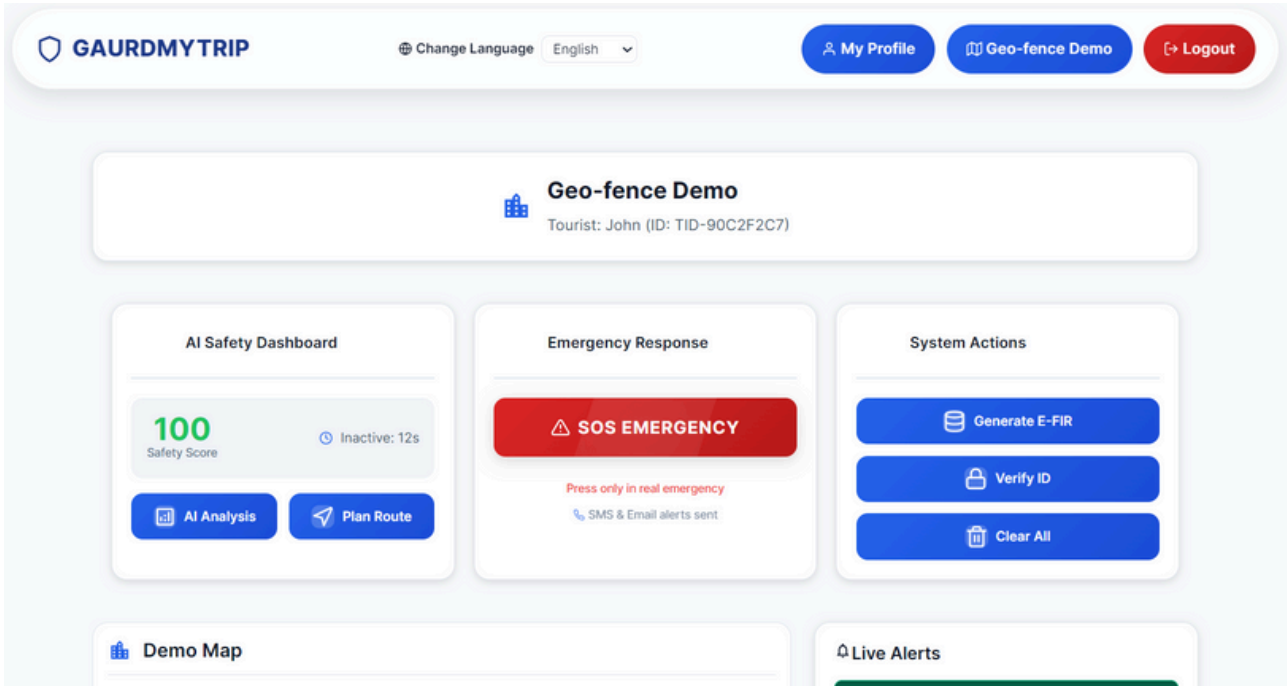 GAURDMYTRIP
Change Language English
My Profile
Geo-fence Demo
Logout
Geo-fence Demo
Tourist: John (ID: TID-90C2F2C7)
AI Safety Dashboard
100
Safety Score
Inactive: 12s
AI Analysis
Plan Route
Emergency Response
SOS EMERGENCY
Press only in real emergency
SMS & Email alerts sent
System Actions
Generate E-FIR
Verify ID
Clear All
Demo Map
Live Alerts